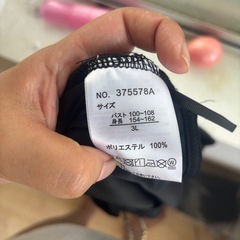 NO. 375578A
サイズ
バスト 100~108
身長 154~162
3L
ポリエステル 100%